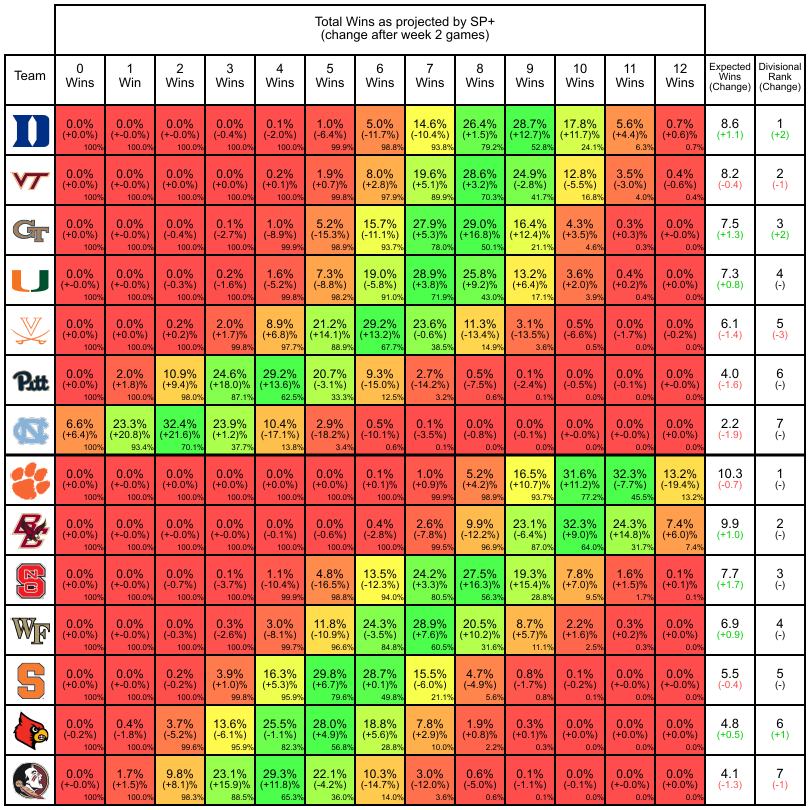 Total Wins as projected by SP+
(change after week 2 games)
Team 0 Wins 1 Win 2 Wins 3 Wins 4 Wins 5 Wins 6 Wins 7 Wins 8 Wins 9 Wins 10 Wins 11 Wins 12 Wins Expected Wins (Change) Divisional Rank (Change)
D 0.0% 0.0% 0.0% 0.0% 0.1% 1.0% 5.0% 14.6% 26.4% 28.7% 17.8% 5.6% 0.7% 8.6 1
(+0.0)% (+-0.0)% (+-0.0)% (-0.4)% (-2.0)% (-6.4)% (-11.7)% (-10.4)% (+1.5)% (+12.7)% (+11.7)% (+4.4)% (+0.6)% (+1.1) (+2)
100% 100.0% 100.0% 100.0% 100.0% 99.9% 98.8% 93.8% 79.2% 52.8% 24.1% 6.3% 0.7%
VT 0.0% 0.0% 0.0% 0.0% 0.2% 1.9% 8.0% 19.6% 28.6% 24.9% 12.8% 3.5% 0.4% 8.2 2
(+0.0)% (+0.0)% (+0.0)% (+0.0)% (+0.1)% (+0.7)% (+2.8)% (+5.1)% (+3.2)% (-2.8)% (-5.5)% (-3.0)% (-0.6)% (-0.4) (-1)
100% 100.0% 100.0% 100.0% 100.0% 99.8% 97.9% 89.9% 70.3% 41.7% 16.8% 4.0% 0.4%
GT 0.0% 0.0% 0.0% 0.1% 1.0% 5.2% 15.7% 27.9% 29.0% 16.4% 4.3% 0.3% 0.0% 7.5 3
(+0.0)% (+-0.0)% (-0.4)% (-2.7)% (-8.9)% (-15.3)% (-11.1)% (+5.3)% (+16.8)% (+12.4)% (+3.5)% (+0.3)% (+-0.0)% (+1.3) (+2)
100% 100.0% 100.0% 100.0% 99.9% 98.9% 93.7% 78.0% 50.1% 21.1% 4.6% 0.3% 0.0%
U 0.0% 0.0% 0.0% 0.2% 1.6% 7.3% 19.0% 28.9% 25.8% 13.2% 3.6% 0.4% 0.0% 7.3 4
(+-0.0)% (+-0.0)% (-0.3)% (-1.6)% (-5.2)% (-8.8)% (-5.8)% (+3.8)% (+9.2)% (+6.4)% (+2.0)% (+0.2)% (+-0.0)% (+0.8) (-)
100% 100.0% 100.0% 100.0% 99.8% 98.2% 91.0% 71.9% 43.0% 17.1% 3.9% 0.4% 0.0%
V 0.0% 0.0% 0.2% 2.0% 8.9% 21.2% 29.2% 23.6% 11.3% 3.1% 0.5% 0.0% 0.0% 6.1 5
(+0.0)% (+0.0)% (+0.2)% (+1.7)% (+6.8)% (+14.1)% (+13.2)% (-0.6)% (-13.4)% (-13.5)% (-6.6)% (-1.7)% (-0.2)% (-1.4) (-3)
100% 100.0% 100.0% 99.8% 97.7% 88.9% 67.7% 38.5% 14.9% 3.6% 0.5% 0.0% 0.0%
Pitt 0.0% 2.0% 10.9% 24.6% 29.2% 20.7% 9.3% 2.7% 0.5% 0.1% 0.0% 0.0% 0.0% 4.0 6
(+0.0)% (+1.8)% (+9.4)% (+18.0)% (+13.6)% (-3.1)% (-15.0)% (-14.2)% (-7.5)% (-2.4)% (-0.5)% (-0.1)% (+-0.0)% (-1.6) (-)
100% 100.0% 98.0% 87.1% 62.5% 33.3% 12.5% 3.2% 0.6% 0.1% 0.0% 0.0% 0.0%
NC 6.6% 23.3% 32.4% 23.9% 10.4% 2.9% 0.5% 0.1% 0.0% 0.0% 0.0% 0.0% 0.0% 2.2 7
(+6.4)% (+20.8)% (+21.6)% (+1.2)% (-17.1)% (-18.2)% (-10.1)% (-3.5)% (-0.8)% (-0.1)% (+-0.0)% (+-0.0)% (+-0.0)% (-1.9) (-)
100% 93.4% 70.1% 37.7% 13.8% 3.4% 0.6% 0.1% 0.0% 0.0% 0.0% 0.0% 0.0%
0.0% 0.0% 0.0% 0.0% 0.0% 0.0% 0.1% 1.0% 5.2% 16.5% 31.6% 32.3% 13.2% 10.3 1
(+0.0)% (+0.0)% (+0.0)% (+0.0)% (+0.0)% (+0.0)% (+0.1)% (+0.9)% (+4.2)% (+10.7)% (+11.2)% (-7.7)% (-19.4)% (-0.7) (-)
100% 100.0% 100.0% 100.0% 100.0% 100.0% 100.0% 99.9% 98.9% 93.7% 77.2% 45.5% 13.2%
BC 0.0% 0.0% 0.0% 0.0% 0.0% 0.0% 0.4% 2.6% 9.9% 23.1% 32.3% 24.3% 7.4% 9.9 2
(+0.0)% (+-0.0)% (+-0.0)% (+-0.0)% (-0.1)% (-0.6)% (-2.8)% (-7.8)% (-12.2)% (-6.4)% (+9.0)% (+14.8)% (+6.0)% (+1.0) (-)
100% 100.0% 100.0% 100.0% 100.0% 100.0% 100.0% 99.5% 96.9% 87.0% 64.0% 31.7% 7.4%
NCS 0.0% 0.0% 0.0% 0.1% 1.1% 4.8% 13.5% 24.2% 27.5% 19.3% 7.8% 1.6% 0.1% 7.7 3
(+0.0)% (+-0.0)% (-0.7)% (-3.7)% (-10.4)% (-16.5)% (-12.3)% (+3.3)% (+16.3)% (+15.4)% (+7.0)% (+1.5)% (+0.1)% (+1.7) (-)
100% 100.0% 100.0% 100.0% 99.9% 98.8% 94.0% 80.5% 56.3% 28.8% 9.5% 1.7% 0.1%
WF 0.0% 0.0% 0.0% 0.3% 3.0% 11.8% 24.3% 28.9% 20.5% 8.7% 2.2% 0.3% 0.0% 6.9 4
(+0.0)% (+-0.0)% (-0.3)% (-2.6)% (-8.1)% (-10.9)% (-3.5)% (+7.6)% (+10.2)% (+5.7)% (+1.6)% (+0.2)% (+-0.0)% (+0.9) (-)
100% 100.0% 100.0% 100.0% 99.7% 96.6% 84.8% 60.5% 31.6% 11.1% 2.5% 0.3% 0.0%
S 0.0% 0.0% 0.2% 3.9% 16.3% 29.8% 28.7% 15.5% 4.7% 0.8% 0.1% 0.0% 0.0% 5.5 5
(+0.0)% (+-0.0)% (-0.2)% (+1.0)% (+5.3)% (+6.7)% (+0.1)% (-6.0)% (-4.9)% (-1.7)% (-0.2)% (+-0.0)% (+-0.0)% (-0.4) (-)
100% 100.0% 100.0% 99.8% 95.9% 79.6% 49.8% 21.1% 5.6% 0.8% 0.1% 0.0% 0.0%
0.0% 0.4% 3.7% 13.6% 25.5% 28.0% 18.8% 7.8% 1.9% 0.3% 0.0% 0.0% 0.0% 4.8 6
(-0.2)% (-1.8)% (-5.2)% (-6.1)% (-1.1)% (+4.9)% (+5.6)% (+2.9)% (+0.8)% (+0.1)% (+-0.0)% (+-0.0)% (+0.0)% (+0.5) (+1)
100% 100.0% 99.6% 95.9% 82.3% 56.8% 28.8% 10.0% 2.2% 0.3% 0.0% 0.0% 0.0%
0.0% 1.7% 9.8% 23.1% 29.3% 22.1% 10.3% 3.0% 0.6% 0.1% 0.0% 0.0% 0.0% 4.1 7
(+-0.0)% (+1.5)% (+8.1)% (+15.9)% (+11.8)% (-4.2)% (-14.7)% (-12.0)% (-5.0)% (-1.1)% (-0.1)% (+-0.0)% (+-0.0)% (-1.3) (-1)
100% 100.0% 98.3% 88.5% 65.3% 36.0% 14.0% 3.6% 0.6% 0.1% 0.0% 0.0% 0.0%